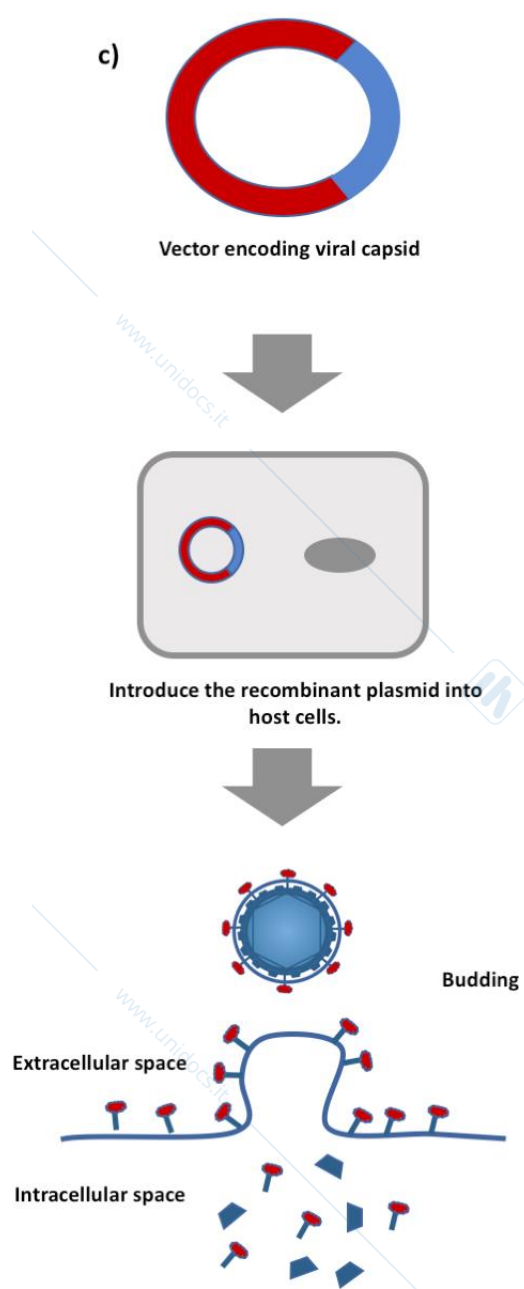 c)
Vector encoding viral capsid
www.unidocs.it
Introduce the recombinant plasmid into
host cells.
Budding
www.unidocs.it
Extracellular space
Intracellular space